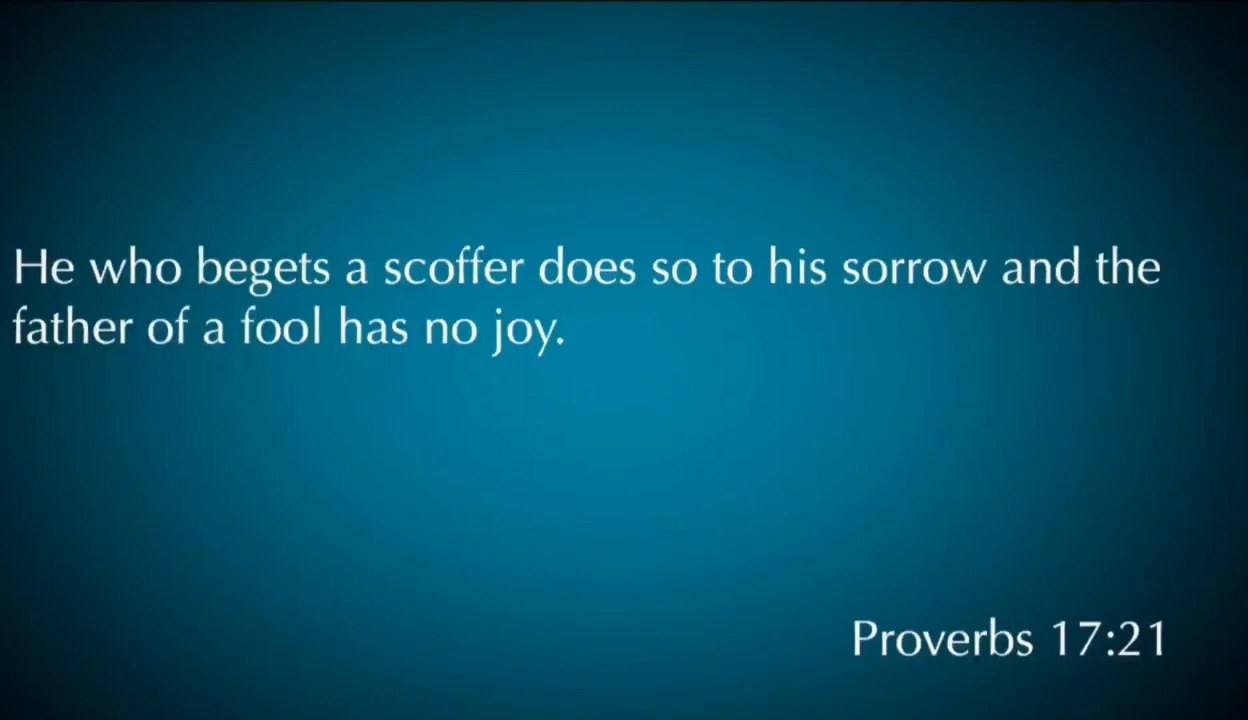 He who begets a scoffer does so to his sorrow and the
father of a fool has no joy.
Proverbs 17:21